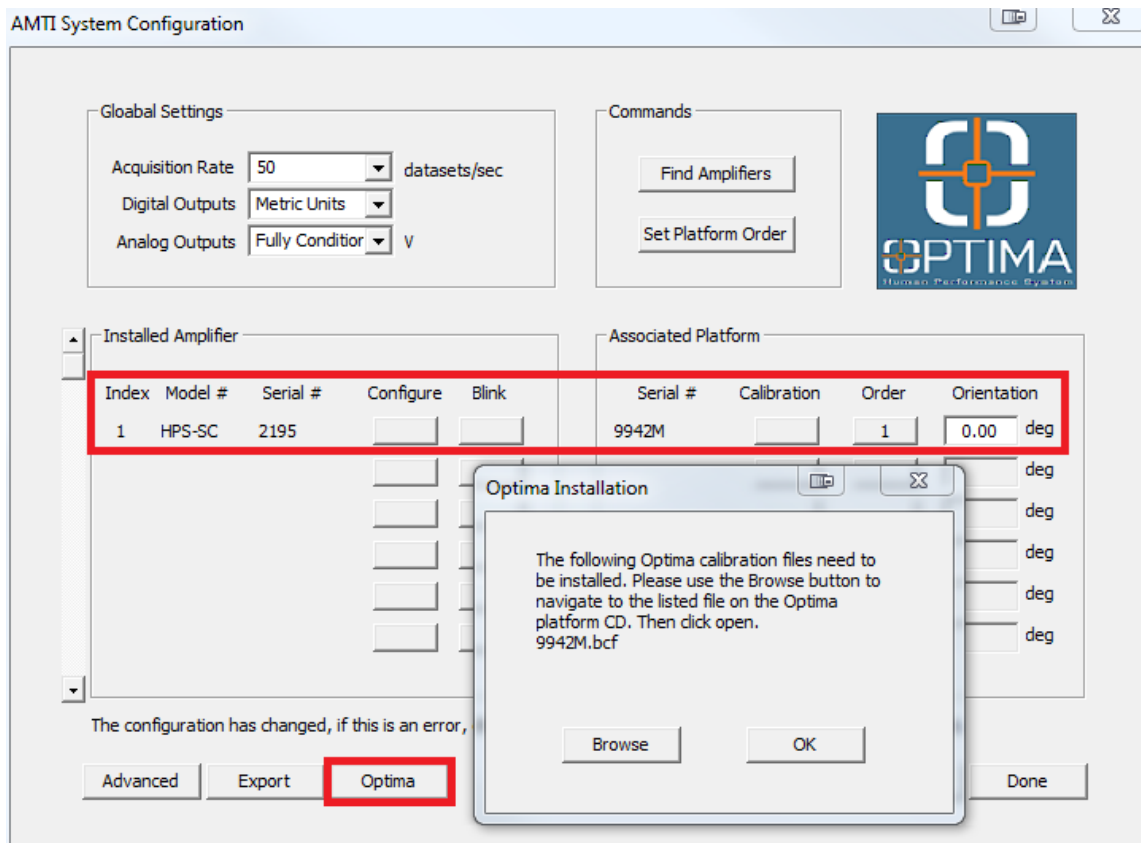 AMTI System Configuration
Gloabal Settings
Acquisition Rate 50 datasets/sec
Digital Outputs Metric Units
Analog Outputs Fully Condition V
Commands
Find Amplifiers
Set Platform Order
OPTIMA
Human Performance System
Installed Amplifier
Associated Platform
Index Model # Serial # Configure Blink Serial # Calibration Order Orientation
1 HPS-SC 2195 9942M 1 0.00 deg
deg
deg
deg
deg
deg
Optima Installation
The following Optima calibration files need to
be installed. Please use the Browse button to
navigate to the listed file on the Optima
platform CD. Then click open.
9942M.bcf
Browse OK
The configuration has changed, if this is an error,
Advanced Export Optima Done